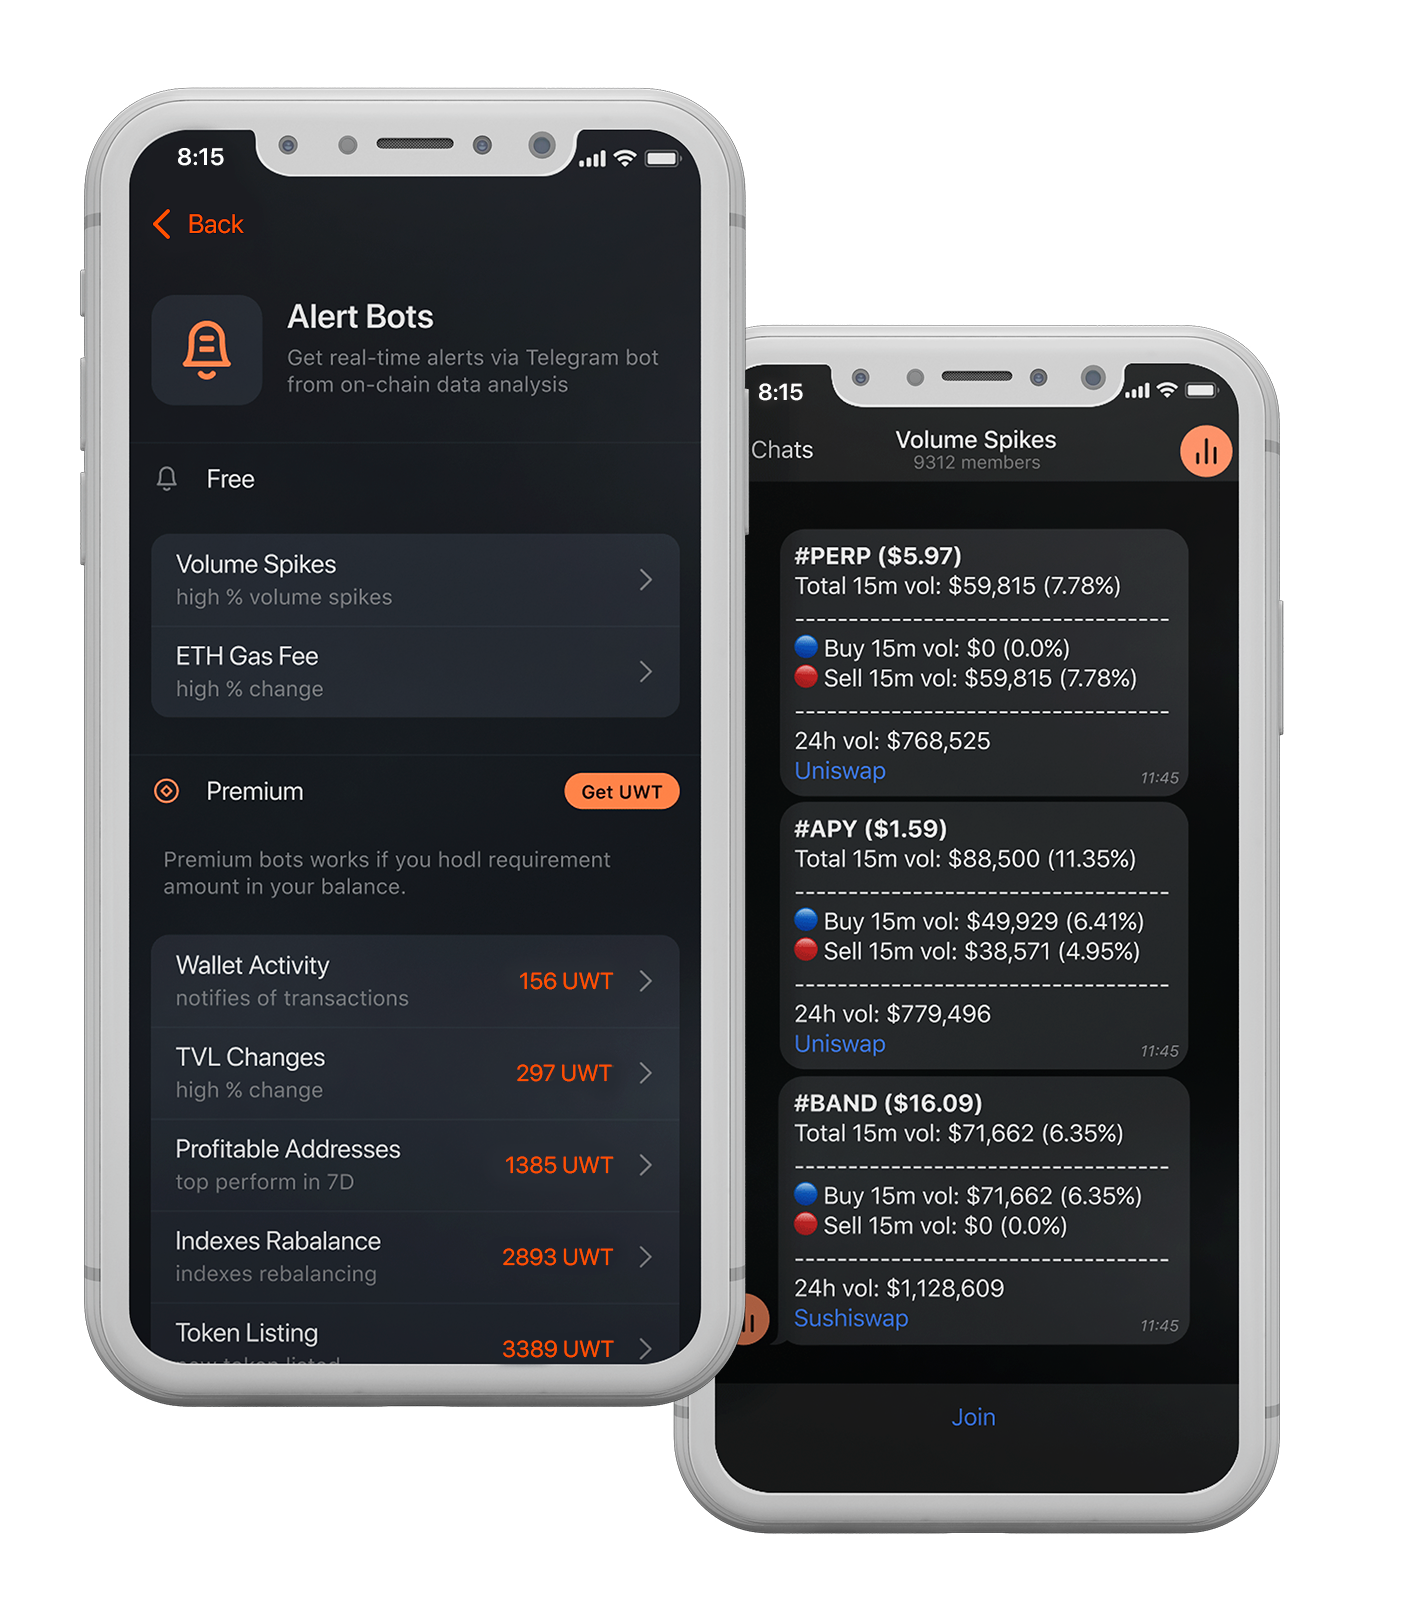 8:15
Back
Alert Bots
Get real-time alerts via Telegram bot
from on-chain data analysis
Free
Volume Spikes
high % volume spikes
ETH Gas Fee
high % change
Premium
Get UWT
Premium bots works if you hodl requirement
amount in your balance.
Wallet Activity
156 UWT
notifies of transactions
TVL Changes
297 UWT
high % change
Profitable Addresses
1385 UWT
top perform in 7D
Indexes Rabalance
2893 UWT
indexes rebalancing
Token Listing
3389 UWT
new token listed
8:15
Chats
Volume Spikes
9312 members
#PERP ($5.97)
Total 15m vol: $59,815 (7.78%)
----------------------------------
Buy 15m vol: $0 (0.0%)
Sell 15m vol: $59,815 (7.78%)
----------------------------------
24h vol: $768,525
Uniswap
11:45
#APY ($1.59)
Total 15m vol: $88,500 (11.35%)
----------------------------------
Buy 15m vol: $49,929 (6.41%)
Sell 15m vol: $38,571 (4.95%)
----------------------------------
24h vol: $779,496
Uniswap
11:45
#BAND ($16.09)
Total 15m vol: $71,662 (6.35%)
----------------------------------
Buy 15m vol: $71,662 (6.35%)
Sell 15m vol: $0 (0.0%)
----------------------------------
24h vol: $1,128,609
Sushiswap
11:45
Join